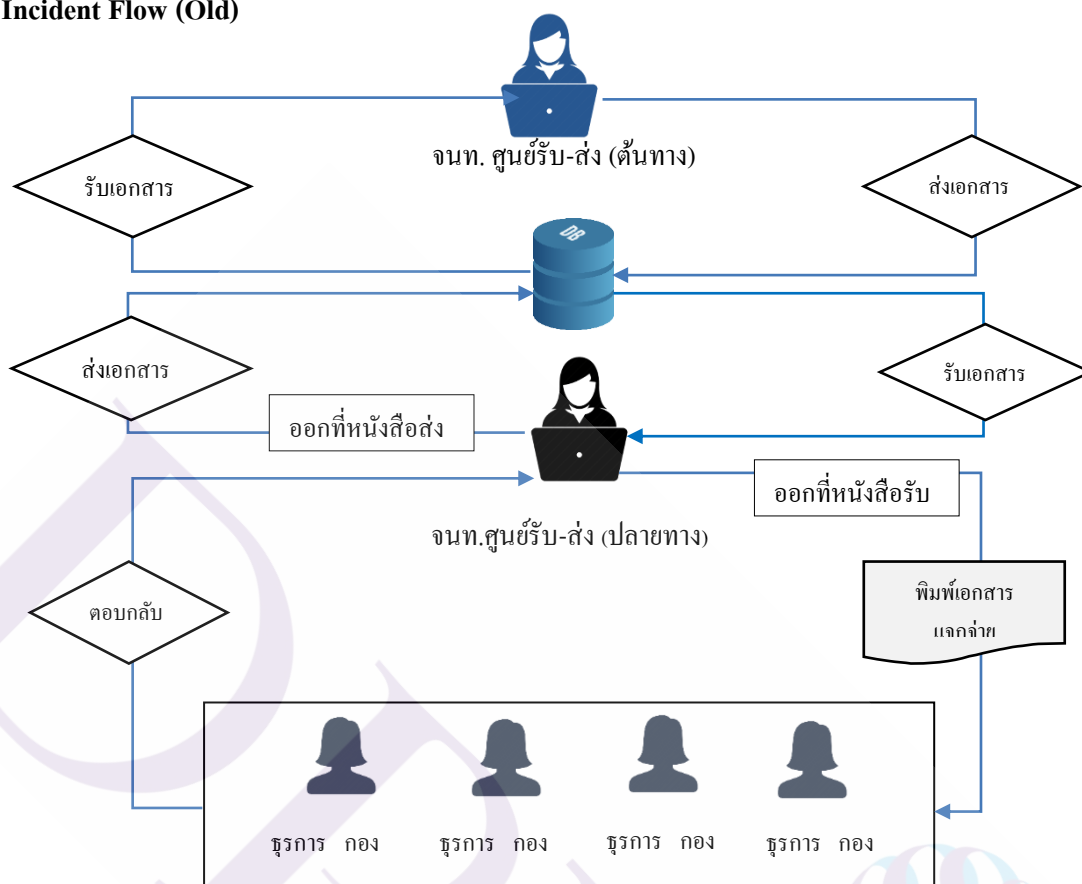 Incident Flow (Old)
จนท. ศูนย์รับ-ส่ง (ต้นทาง)
รับเอกสาร
ส่งเอกสาร
DB
ส่งเอกสาร
รับเอกสาร
ออกที่หนังสือส่ง
ออกที่หนังสือรับ
จนท.ศูนย์รับ-ส่ง (ปลายทาง)
ตอบกลับ
พิมพ์เอกสาร
แจกจ่าย
ธุรการ กอง
ธุรการ กอง
ธุรการ กอง
ธุรการ กอง